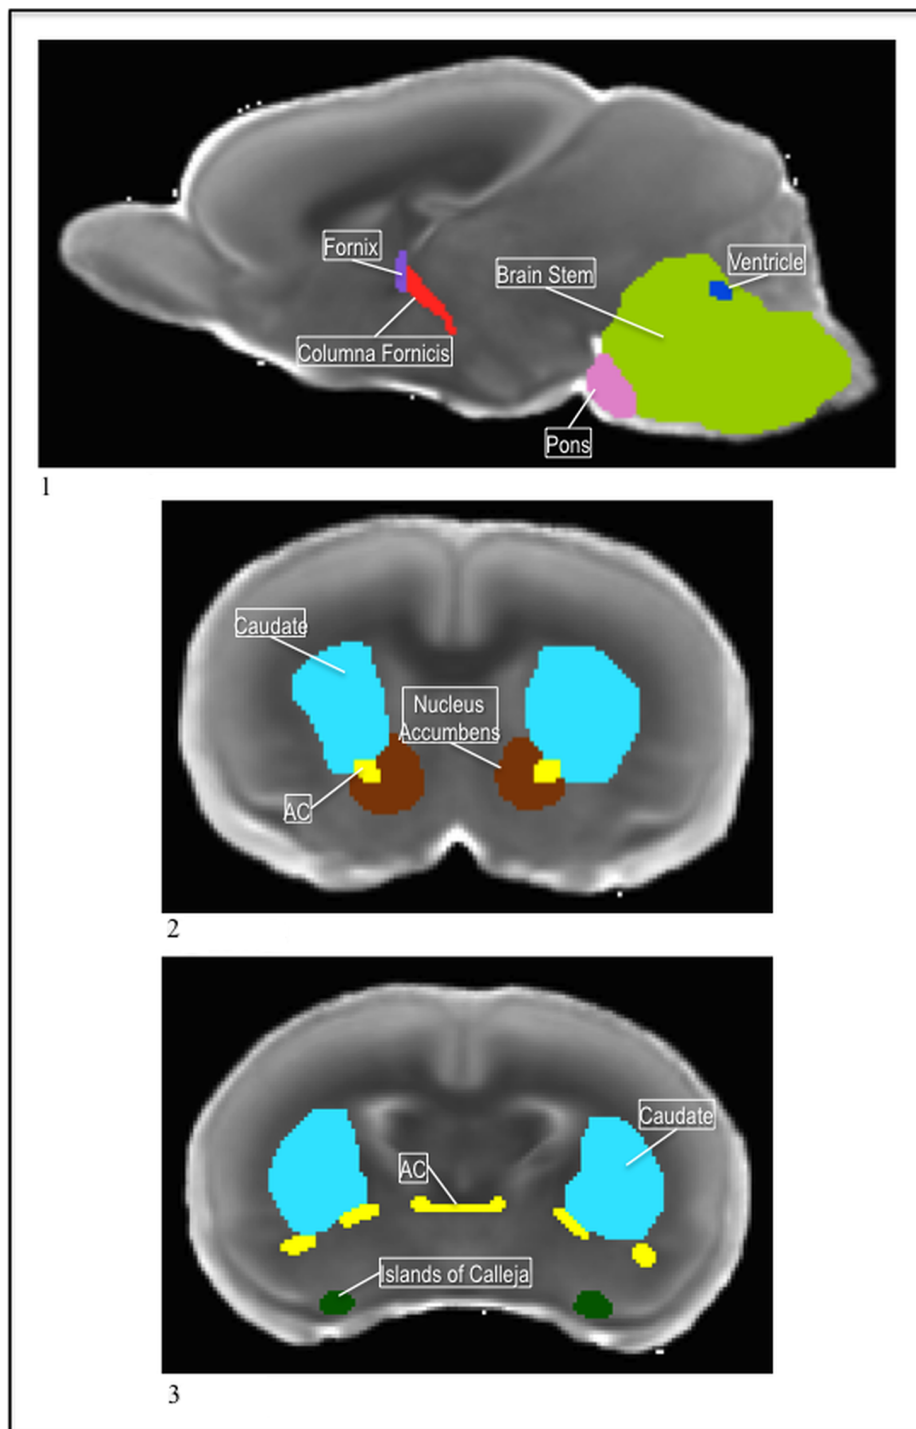 Fornix
Brain Stem
Ventricle
Columna Fornicis
Pons
1
Caudate
Nucleus
Accumbens
AC
2
Caudate
AC
Islands of Calleja
3